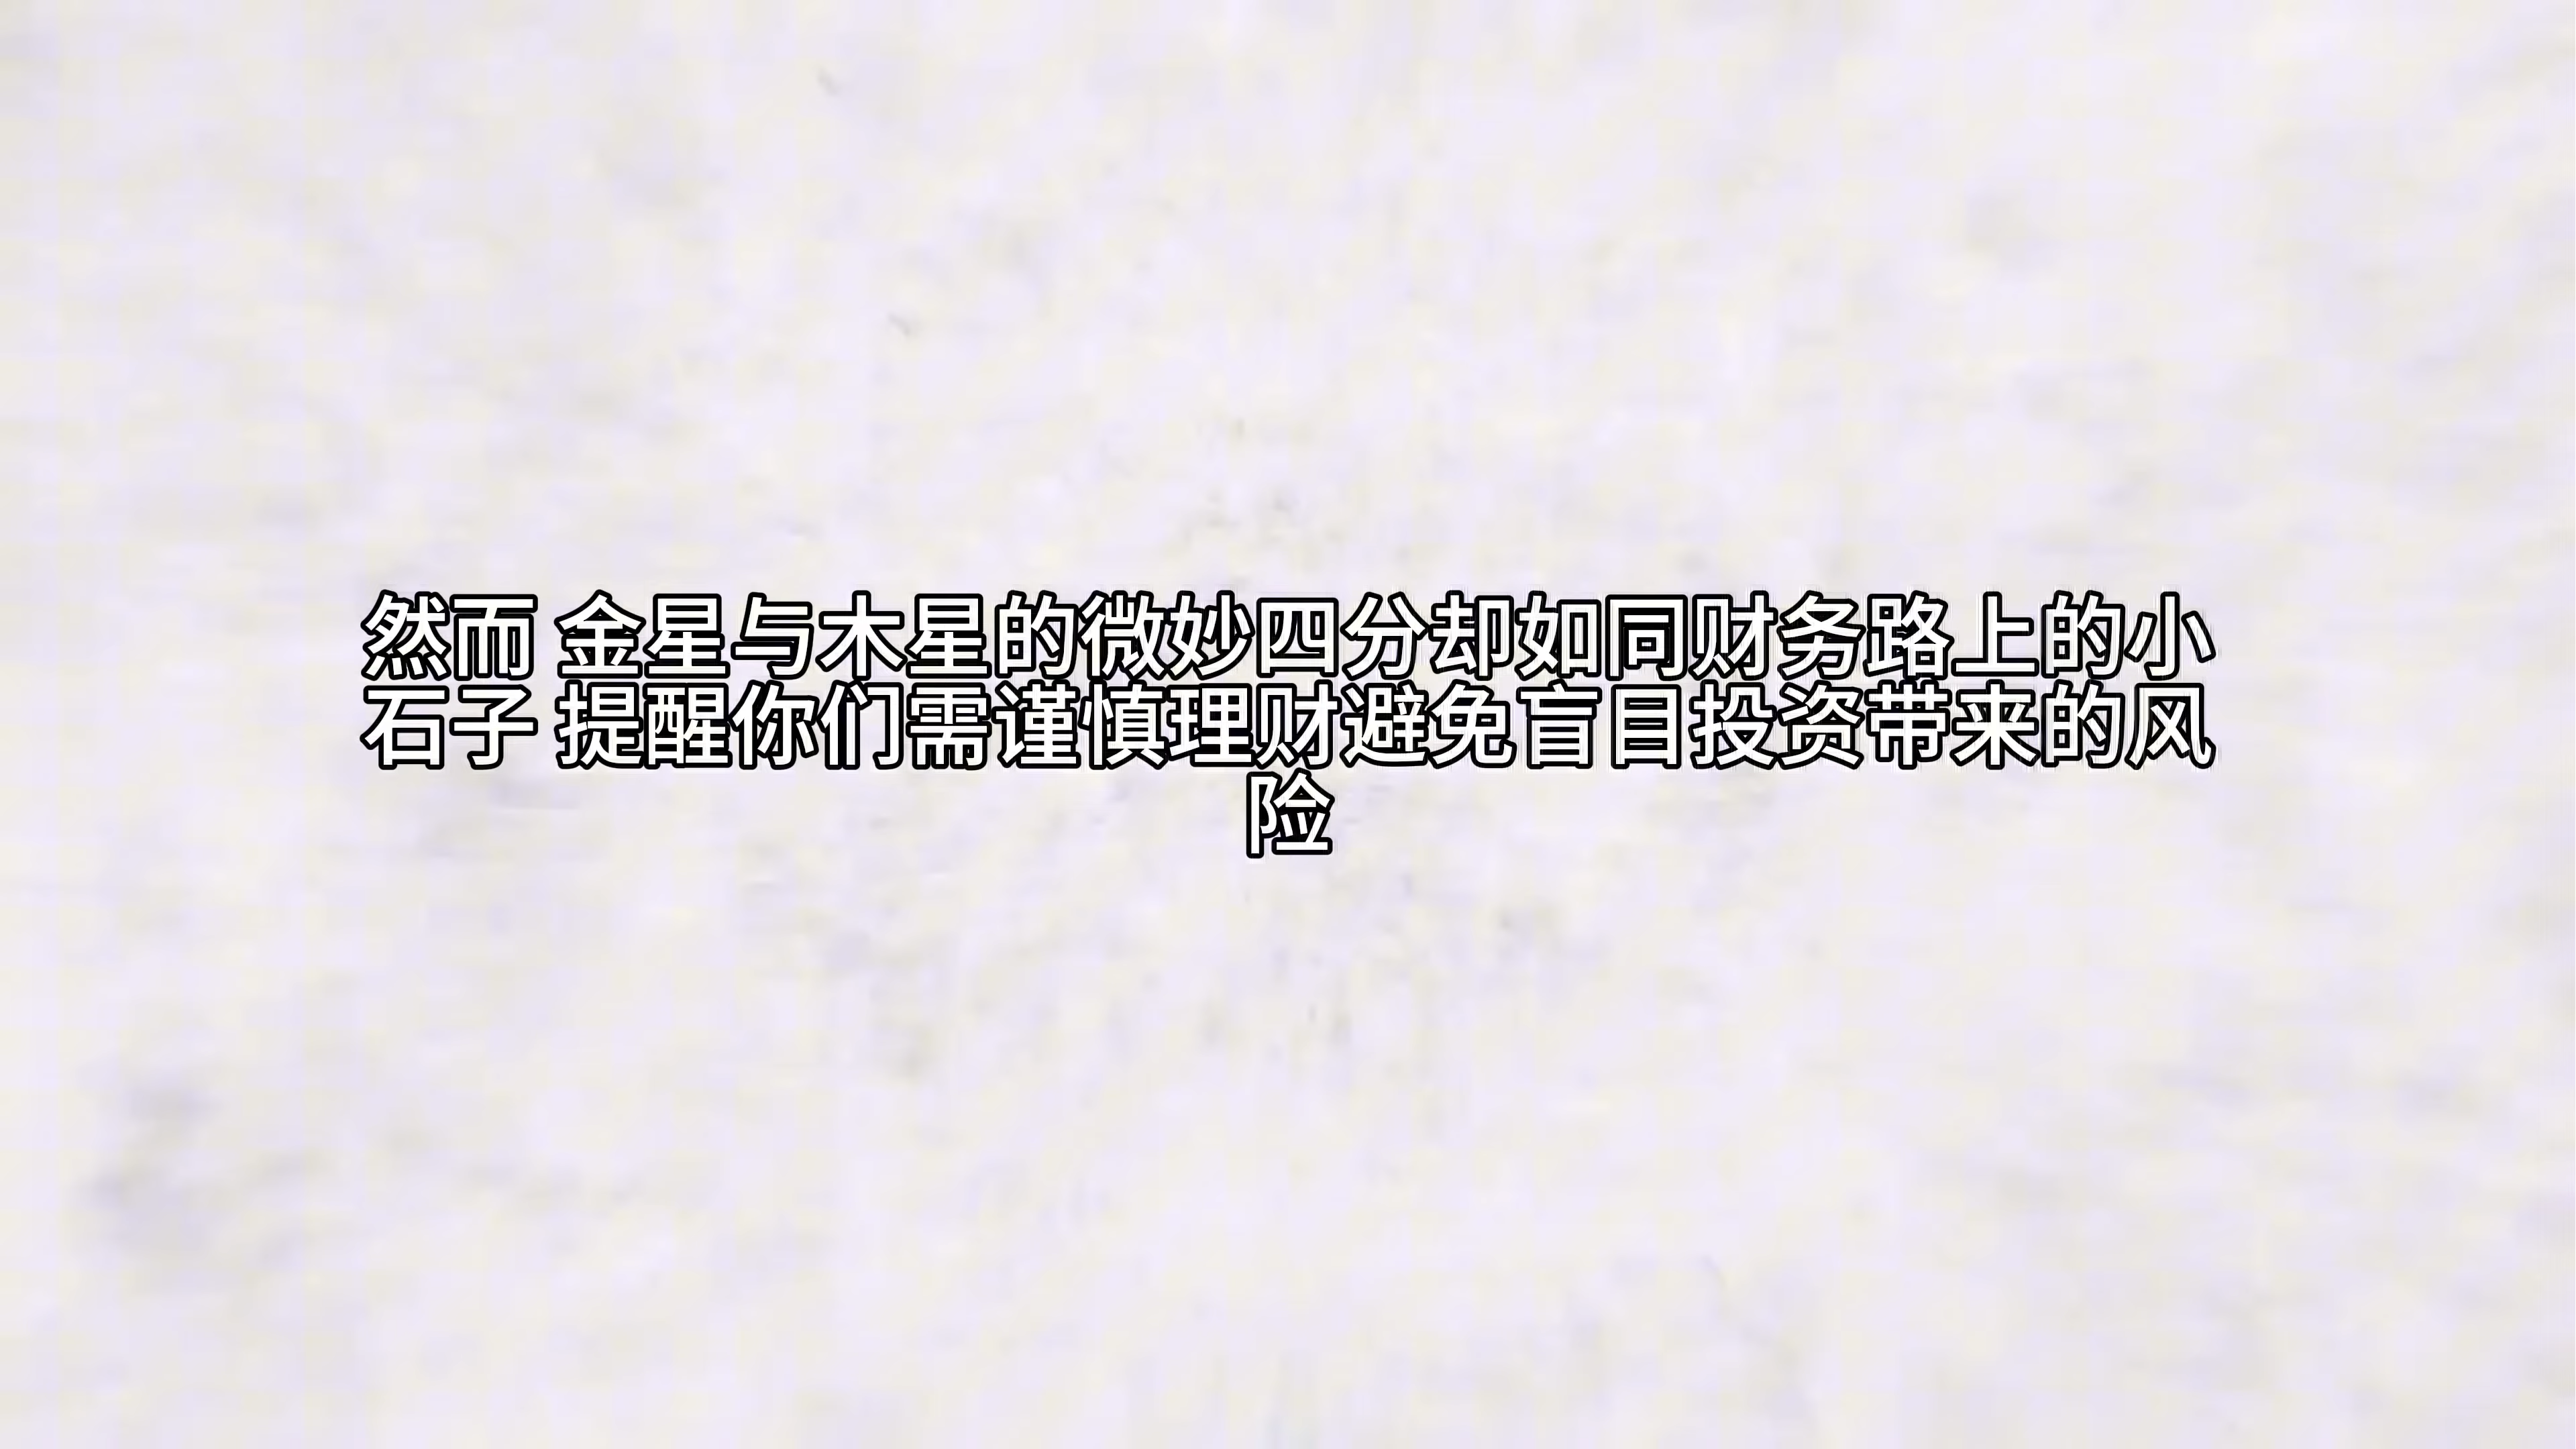 然而 金星与木星的微妙四分却如同财务路上的小
石子 提醒你们需谨慎理财避免盲目投资带来的风
险